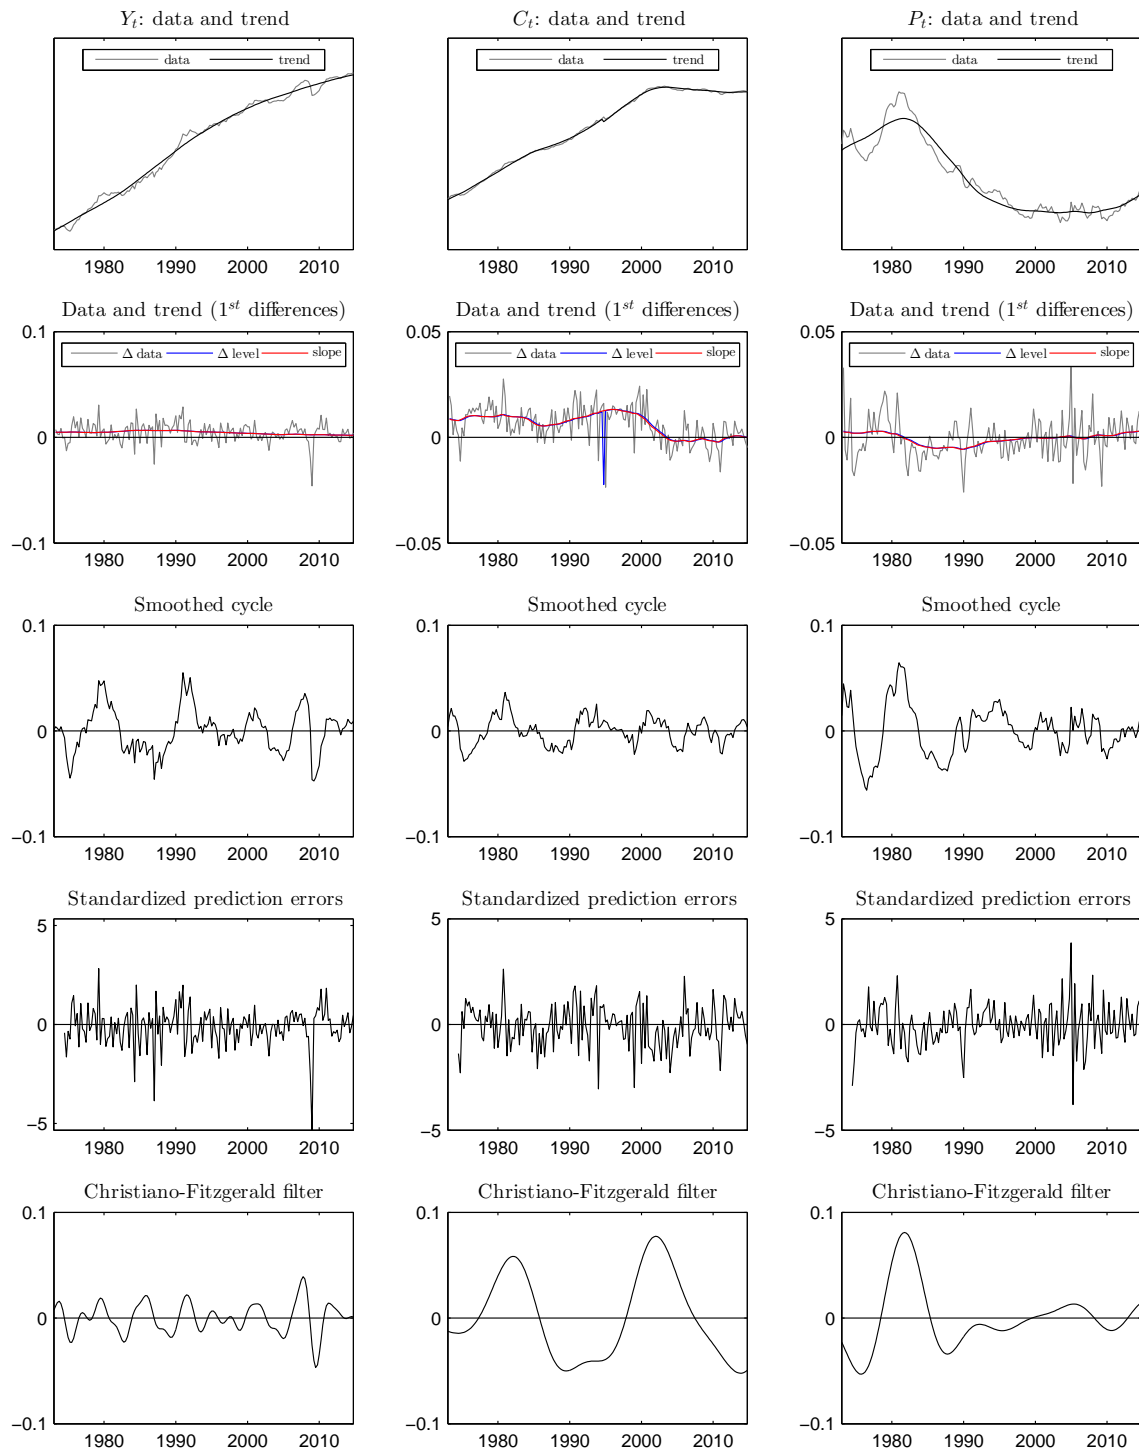 Y_t: data and trend
C_t: data and trend
P_t: data and trend
data trend
data trend
data trend
1980 1990 2000 2010
1980 1990 2000 2010
1980 1990 2000 2010
Data and trend (1^st differences)
Data and trend (1^st differences)
Data and trend (1^st differences)
0.1
0
−0.1
Δ data Δ level slope
1980 1990 2000 2010
0.05
0
−0.05
Δ data Δ level slope
1980 1990 2000 2010
0.05
0
−0.05
Δ data Δ level slope
1980 1990 2000 2010
Smoothed cycle
Smoothed cycle
Smoothed cycle
0.1
0
−0.1
1980 1990 2000 2010
0.1
0
−0.1
1980 1990 2000 2010
0.1
0
−0.1
1980 1990 2000 2010
Standardized prediction errors
Standardized prediction errors
Standardized prediction errors
5
0
−5
1980 1990 2000 2010
5
0
−5
1980 1990 2000 2010
5
0
−5
1980 1990 2000 2010
Christiano-Fitzgerald filter
Christiano-Fitzgerald filter
Christiano-Fitzgerald filter
0.1
0
−0.1
1980 1990 2000 2010
0.1
0
−0.1
1980 1990 2000 2010
0.1
0
−0.1
1980 1990 2000 2010